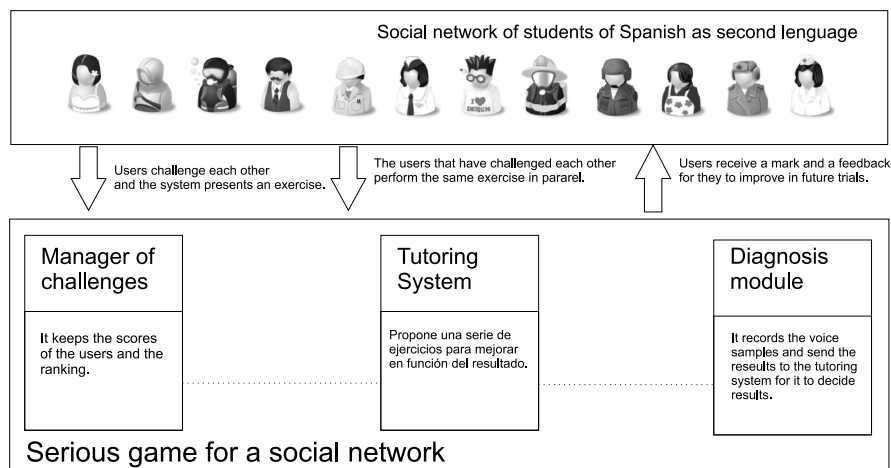 Social network of students of Spanish as second lenguage
I
DESIGN
Users challenge each other
and the system presents an exercise.
The users that have challenged each other
perform the same exercise in pararel.
Users receive a mark and a feedback
for they to improve in future trials.
Manager of
challenges
It keeps the scores
of the users and the
ranking.
Tutoring
System
Propone una serie de
ejercicios para mejorar
en función del resultado.
Diagnosis
module
It records the voice
samples and send the
reseults to the tutoring
system for it to decide
results.
Serious game for a social network